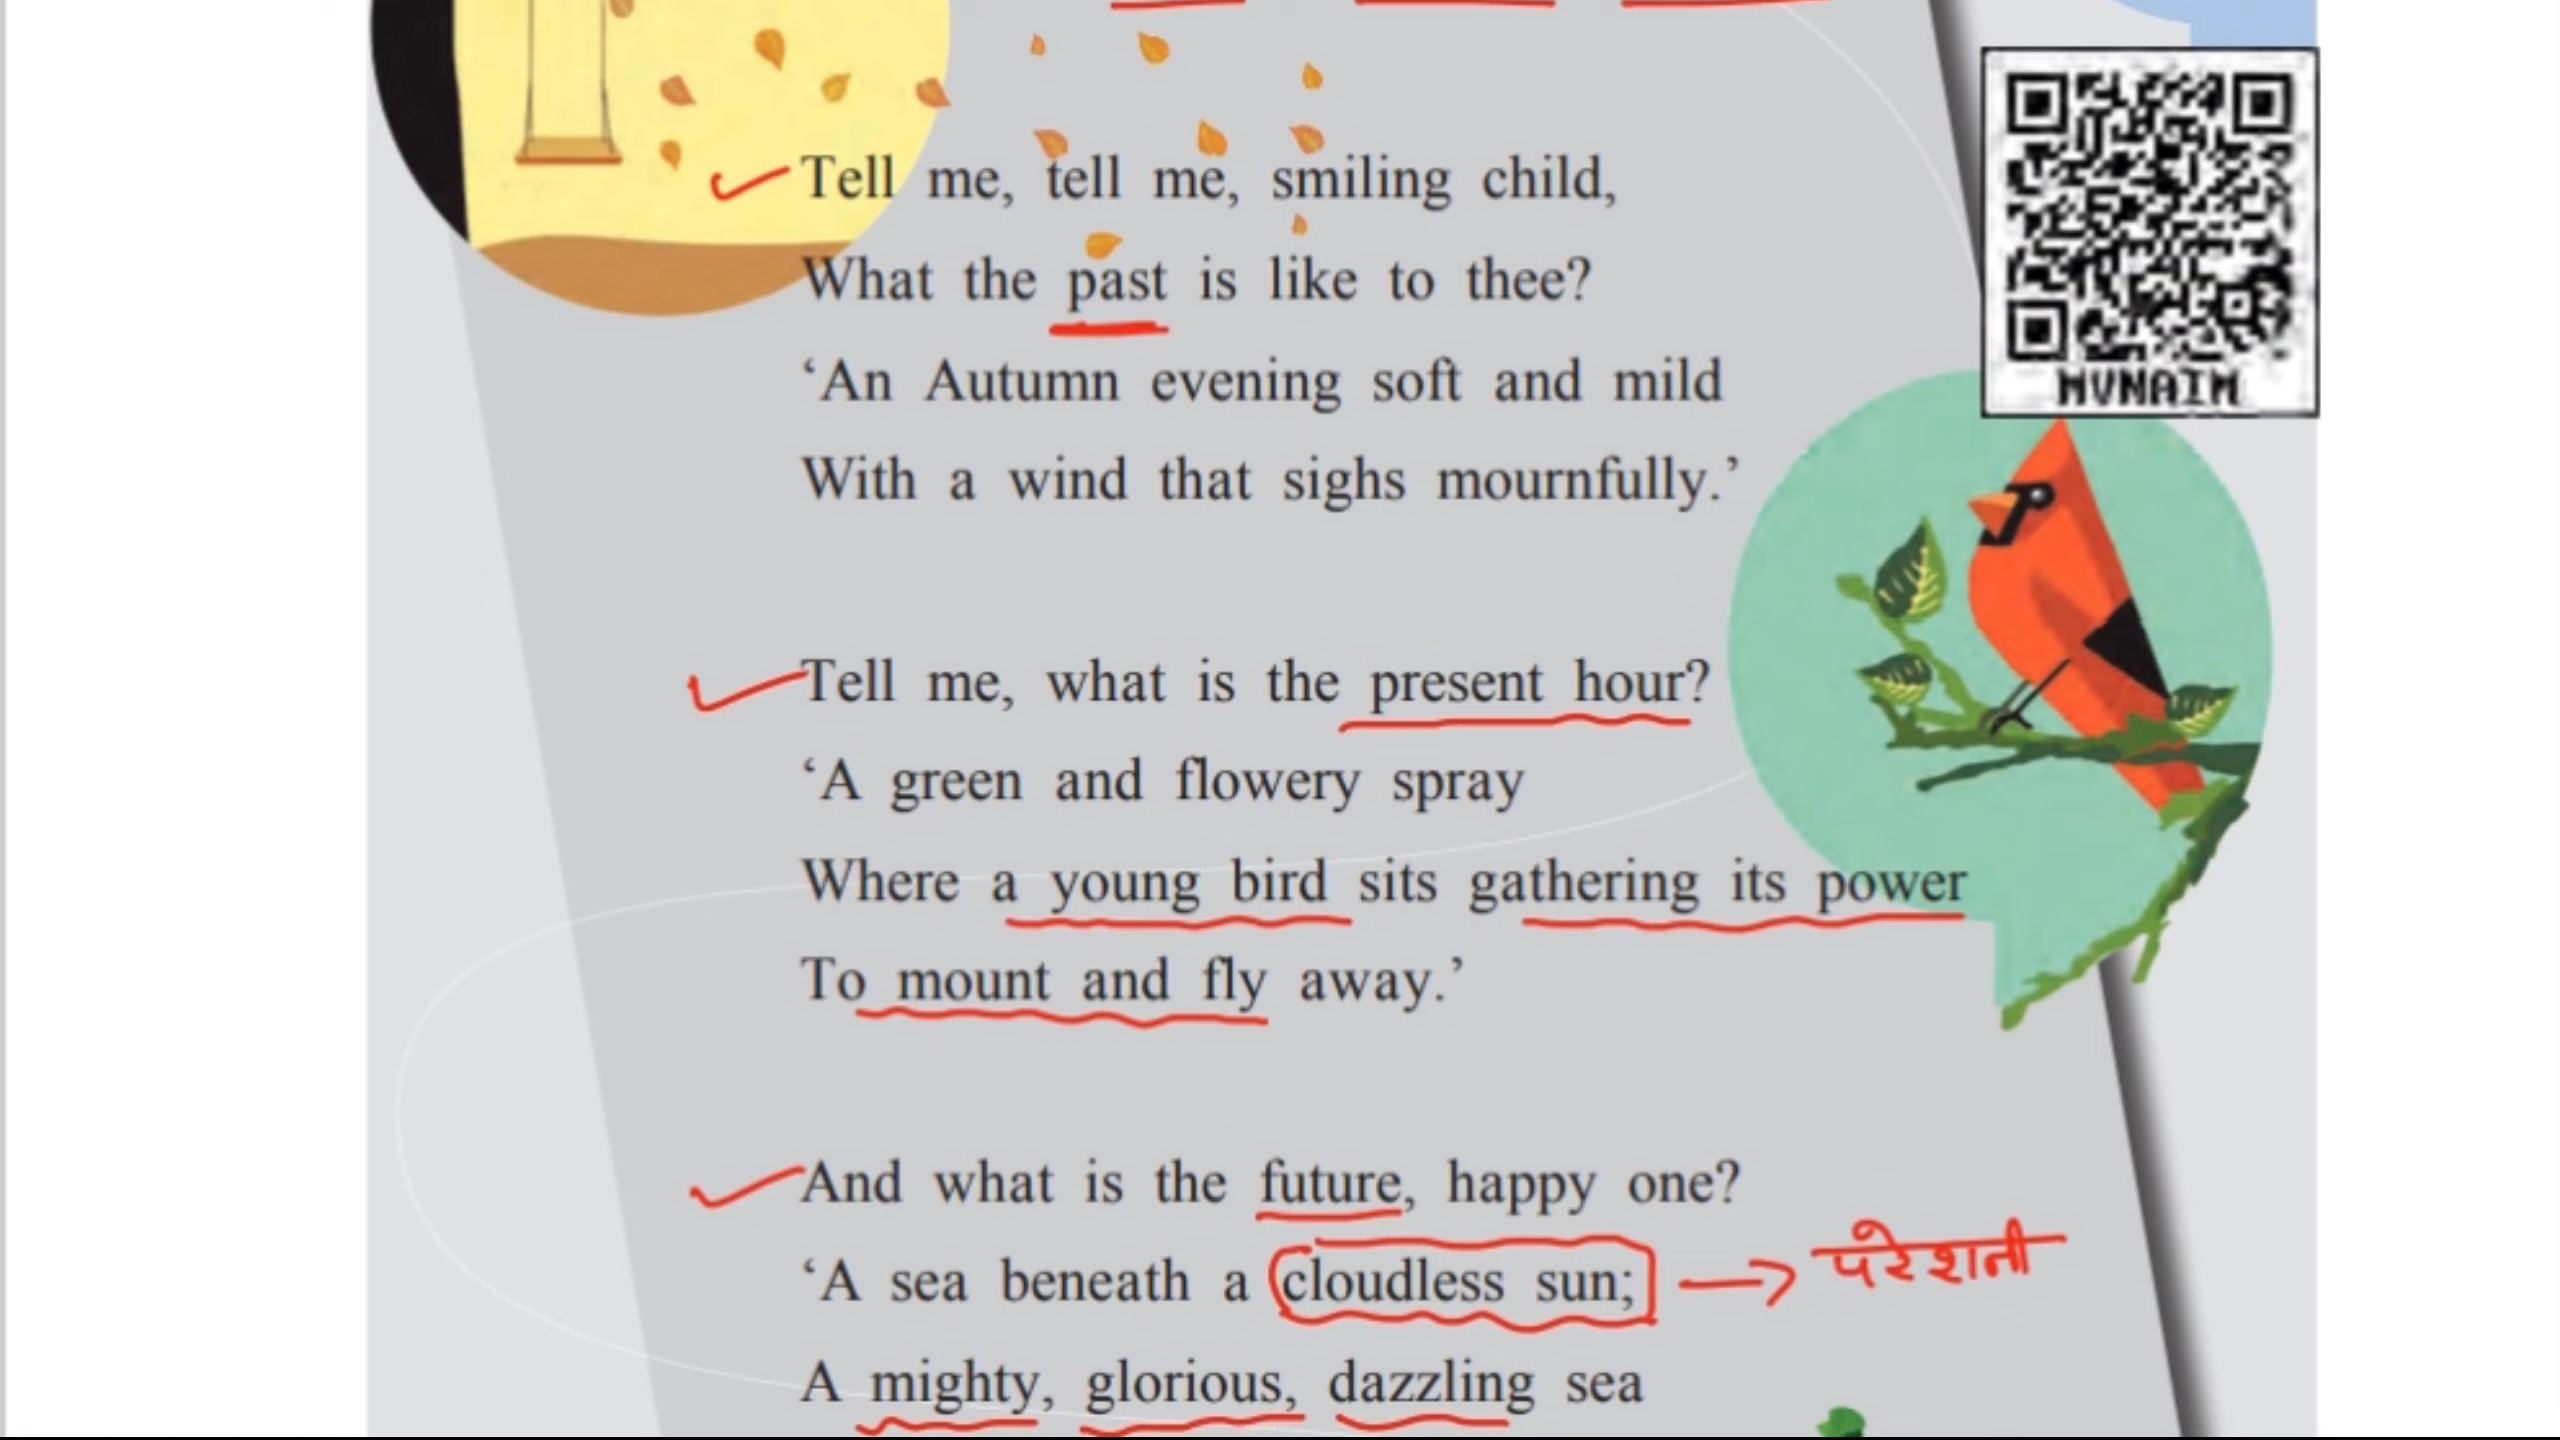 Tell me, tell me, smiling child,
What the past is like to thee?
‘An Autumn evening soft and mild
With a wind that sighs mournfully.’
Tell me, what is the present hour?
‘A green and flowery spray
Where a young bird sits gathering its power
To mount and fly away.’
And what is the future, happy one?
‘A sea beneath a cloudless sun; → परेशनी
A mighty, glorious, dazzling sea